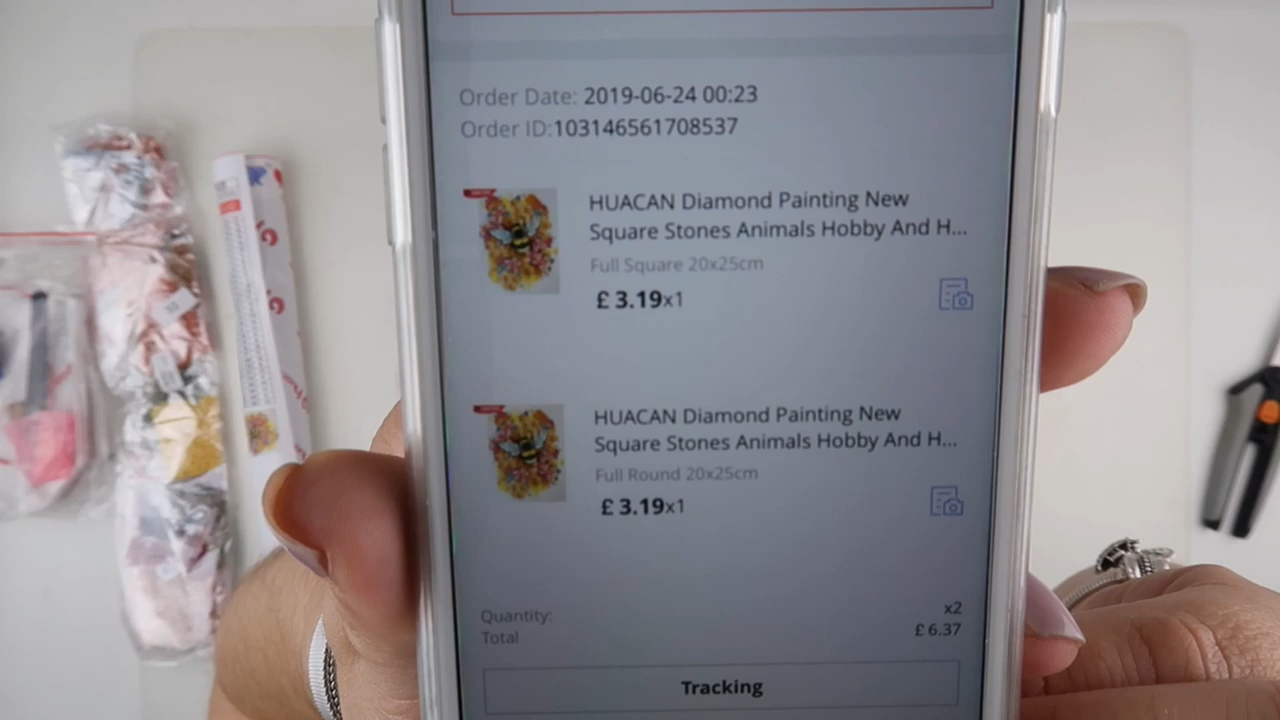 Order Date: 2019-06-24 00:23
Order ID:103146561708537
HUACAN Diamond Painting New
Square Stones Animals Hobby And H...
Full Square 20x25cm
£ 3.19x1
HUACAN Diamond Painting New
Square Stones Animals Hobby And H...
Full Round 20x25cm
£ 3.19x1
Quantity: x2
Total £ 6.37
Tracking